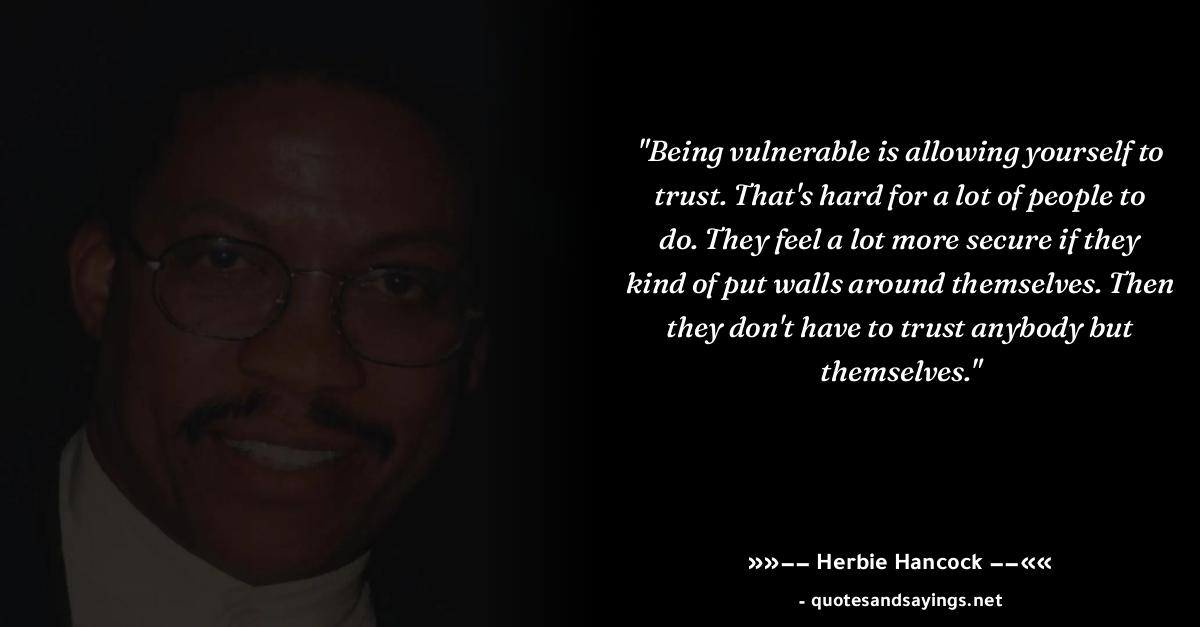 "Being vulnerable is allowing yourself to
trust. That's hard for a lot of people to
do. They feel a lot more secure if they
kind of put walls around themselves. Then
they don't have to trust anybody but
themselves."
»»−− Herbie Hancock −−««
- quotesandsayings.net